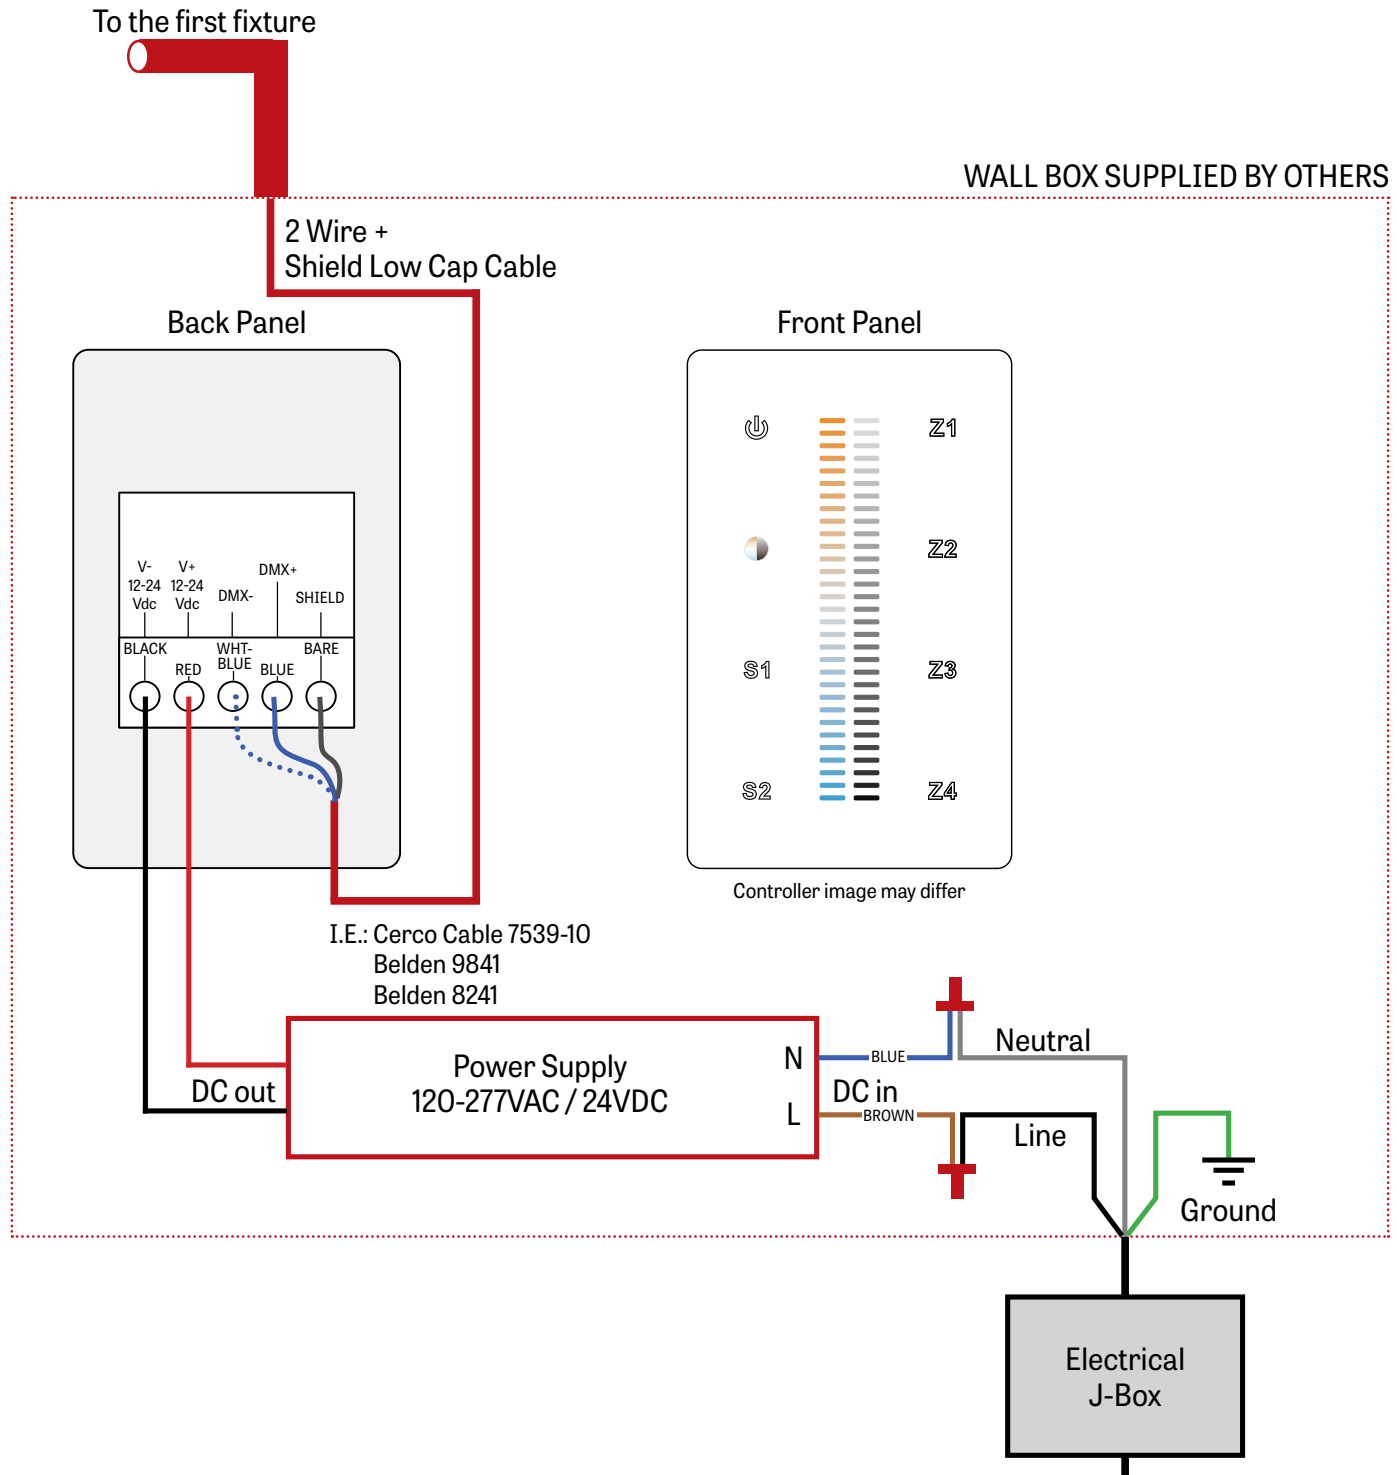 To the first fixture
WALL BOX SUPPLIED BY OTHERS
2 Wire +
Shield Low Cap Cable
Back Panel
Front Panel
V-
12-24
Vdc
V+
12-24
Vdc
DMX-
DMX+
SHIELD
BLACK
RED
WHT-
BLUE
BLUE
BARE
Z1
Z2
S1
Z3
S2
Z4
Controller image may differ
I.E.: Cerco Cable 7539-10
Belden 9841
Belden 8241
Power Supply
120-277VAC / 24VDC
DC out
N
L
BLUE
DC in
BROWN
Neutral
Line
Ground
Electrical
J-Box